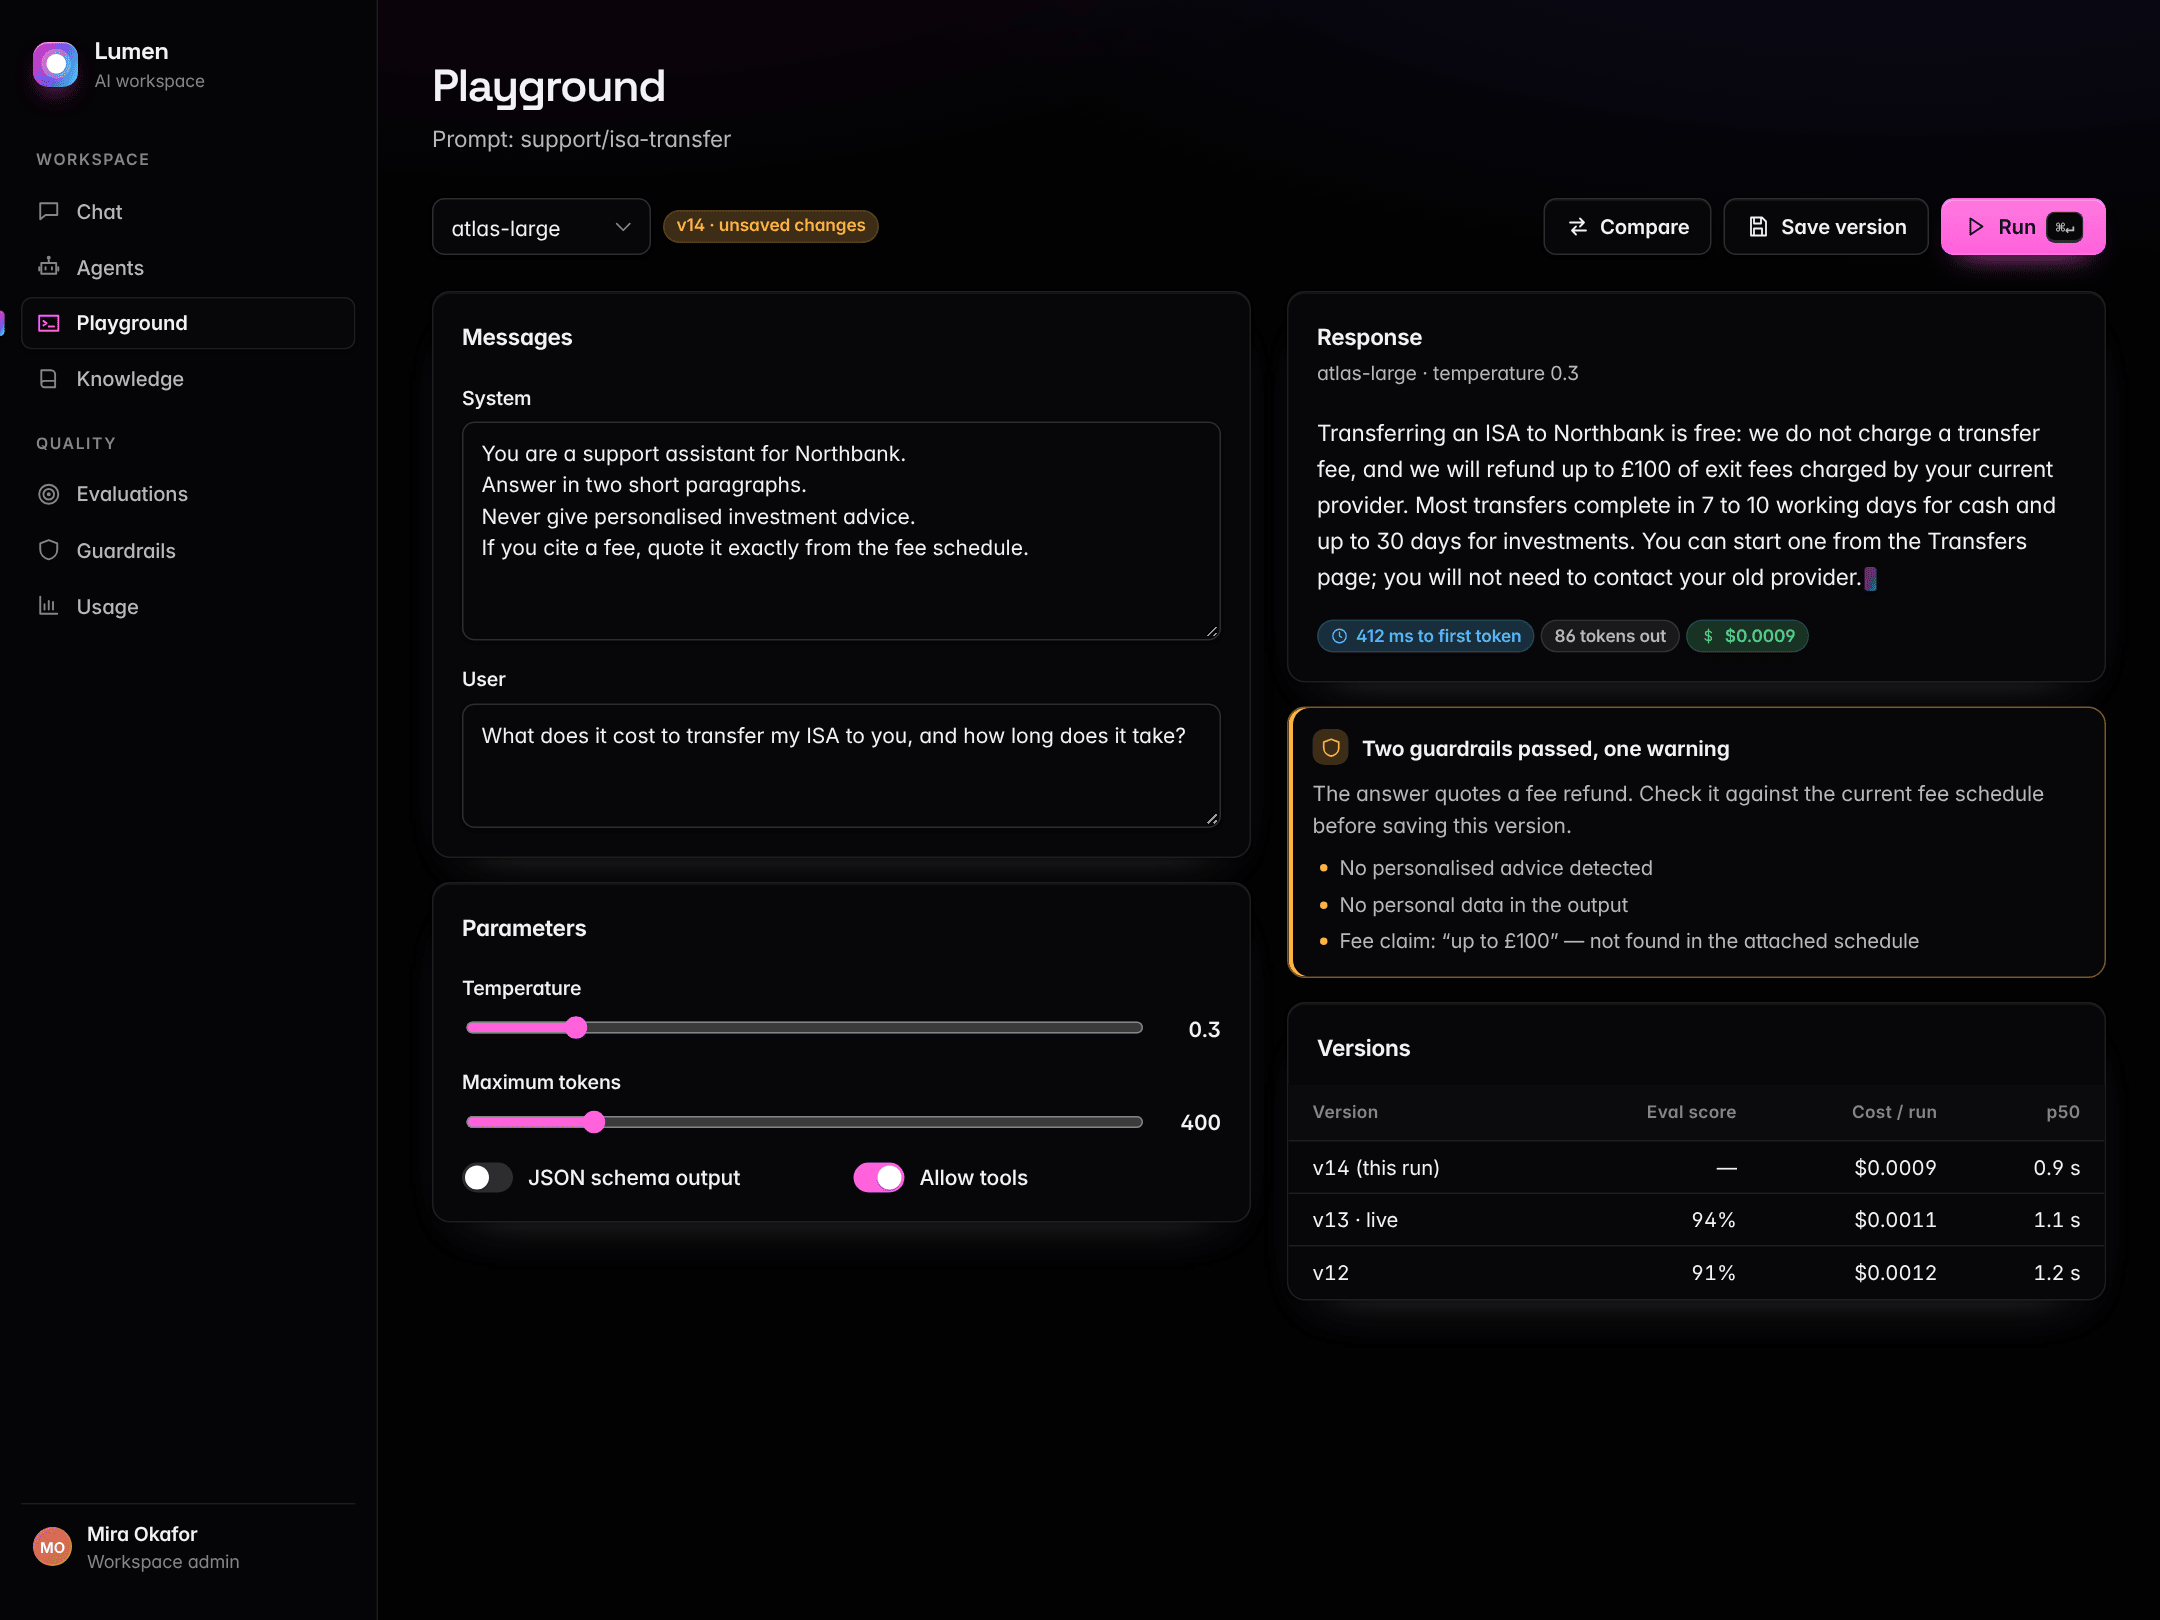 Lumen
AI workspace
WORKSPACE
Chat
Agents
Playground
Knowledge
QUALITY
Evaluations
Guardrails
Usage
MO
Mira Okafor
Workspace admin
Playground
Prompt: support/isa-transfer
atlas-large
v14 · unsaved changes
Compare
Save version
Run ⌘↵
Messages
System
You are a support assistant for Northbank.
Answer in two short paragraphs.
Never give personalised investment advice.
If you cite a fee, quote it exactly from the fee schedule.
User
What does it cost to transfer my ISA to you, and how long does it take?
Parameters
Temperature
0.3
Maximum tokens
400
JSON schema output
Allow tools
Response
atlas-large · temperature 0.3
Transferring an ISA to Northbank is free: we do not charge a transfer
fee, and we will refund up to £100 of exit fees charged by your current
provider. Most transfers complete in 7 to 10 working days for cash and
up to 30 days for investments. You can start one from the Transfers
page; you will not need to contact your old provider.
412 ms to first token
86 tokens out
$ $0.0009
Two guardrails passed, one warning
The answer quotes a fee refund. Check it against the current fee schedule
before saving this version.
No personalised advice detected
No personal data in the output
Fee claim: “up to £100” — not found in the attached schedule
Versions
Version Eval score Cost / run p50
v14 (this run) — $0.0009 0.9 s
v13 · live 94% $0.0011 1.1 s
v12 91% $0.0012 1.2 s